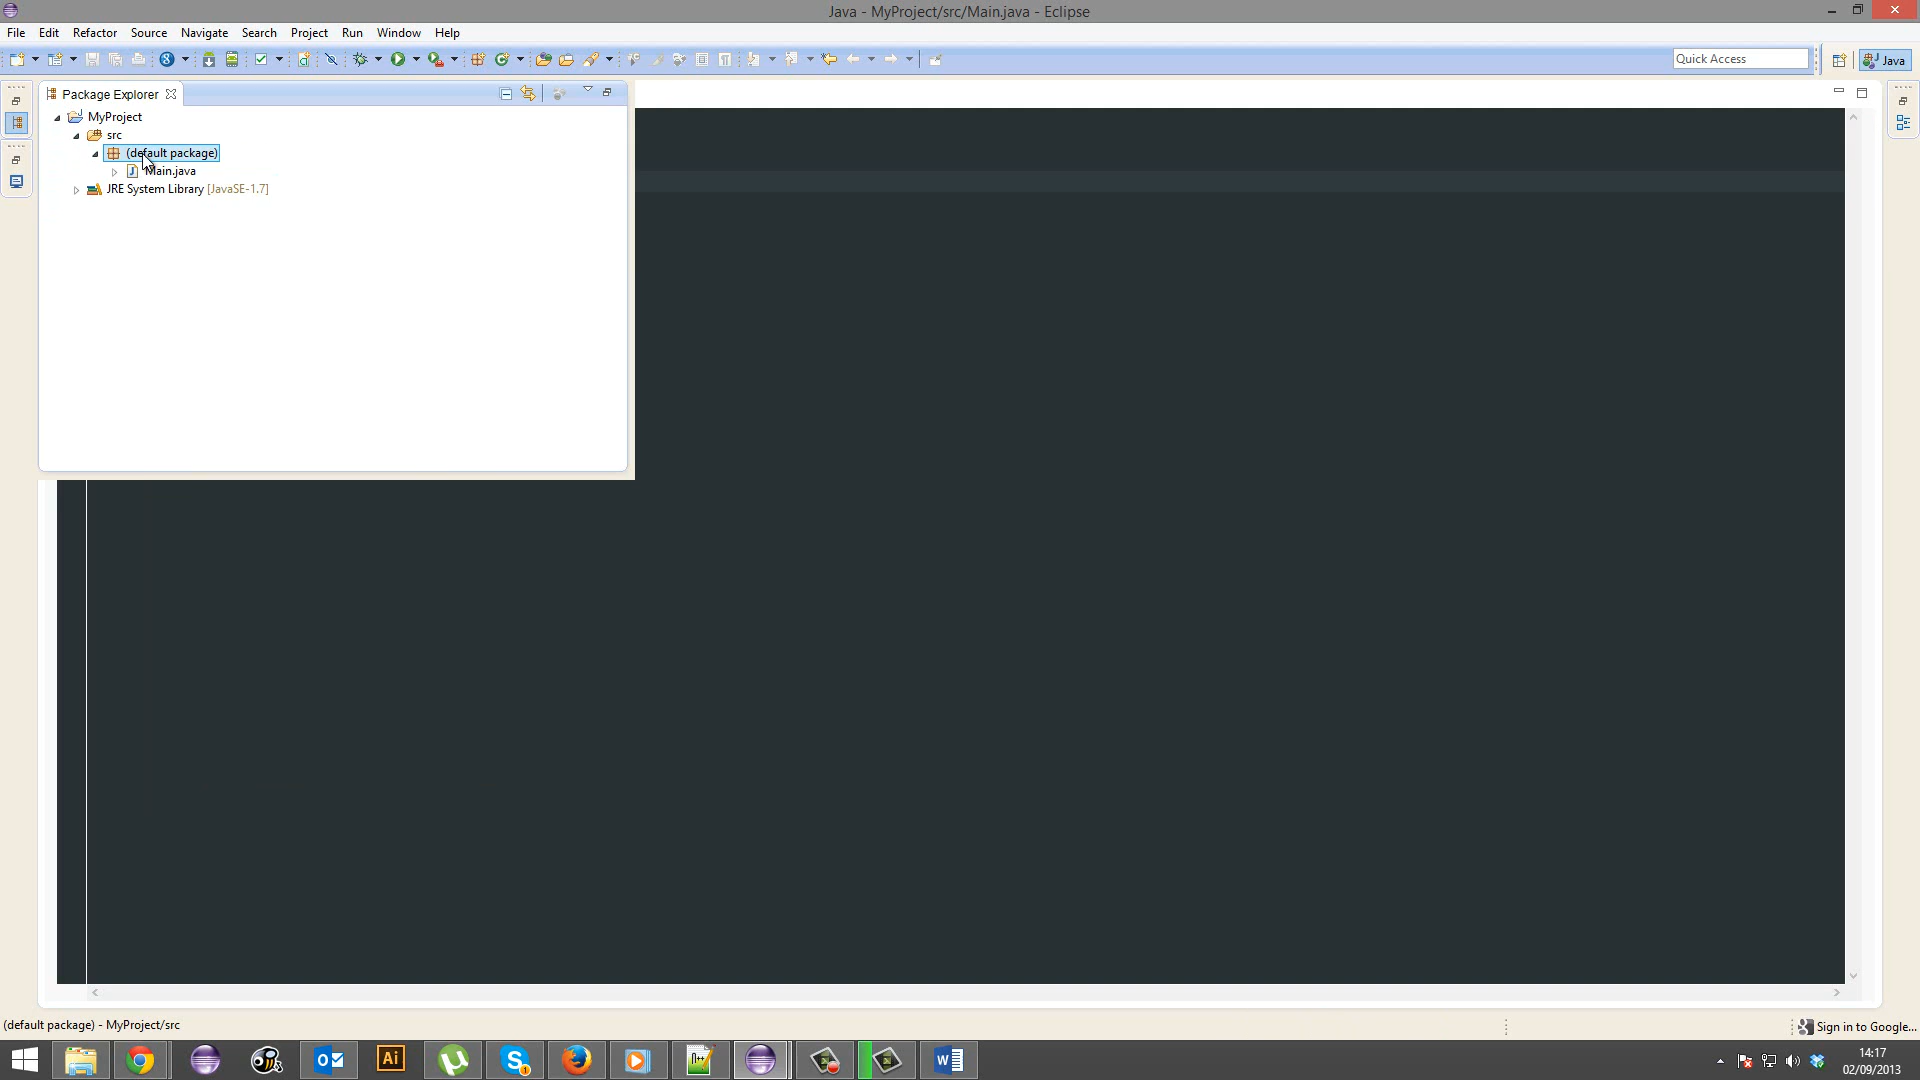 Java - MyProject/src/Main.java - Eclipse
File Edit Refactor Source Navigate Search Project Run Window Help
Quick Access
Java
Package Explorer
MyProject
src
(default package)
Main.java
JRE System Library [JavaSE-1.7]
(default package) - MyProject/src
Sign in to Google...
14:17
02/09/2013